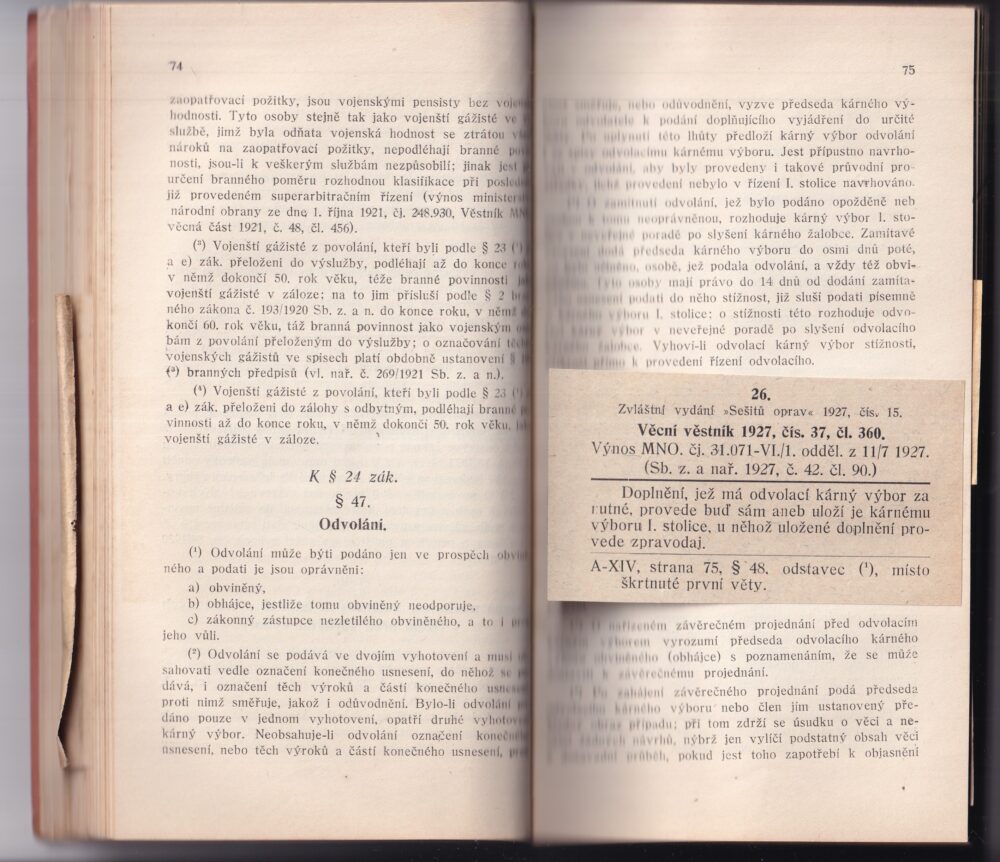 74
zaopatřovací požitky, jsou vojenskými pensisty bez
hodnosti. Tyto osoby stejně tak jako vojenští gážisté ve
službě, jimž byla odňata vojenská hodnost se ztrátou
nároků na zaopatřovací požitky, nepodléhají branné
nosti, jsou-li k veškerým službám nezpůsobilí; jinak jest
určení branného poměru rozhodnou klasifikace při
již provedeném superarbitračním řízení (výnos
národní obrany ze dne 1. října 1921, čj. 248.930, Věstník
věcná část 1921, č. 48, čl. 456).
(³) Vojenští gážisté z povolání, kteří byli podle § 23 (¹)
a e) zák. přeloženi do výslužby, podléhají až do konce
v němž dokončí 50. rok věku, téže branné povinnosti
vojenští gážisté v záloze; na to jim přísluší podle § 2
ného zákona č. 193/1920 Sb. z. a n. do konce roku, v němž
končí 60. rok věku, táž branná povinnost jako vojenským
bám z povolání přeloženým do výslužby; o označování
vojenských gážistů ve spisech platí obdobně ustanovení §
(³) branných předpisů (vl. nař. č. 269/1921 Sb. z. a n.).
(⁴) Vojenští gážisté z povolání, kteří byli podle § 23 (¹)
a e) zák. přeloženi do zálohy s odbytným, podléhají branné
vinnosti až do konce roku, v němž dokončí 50. rok věku,
vojenští gážisté v záloze.
K § 24 zák.
§ 47.
Odvolání.
(¹) Odvolání může býti podáno jen ve prospěch
ného a podati je jsou oprávněni:
a) obviněný,
b) obhájce, jestliže tomu obviněný neodporuje,
c) zákonný zástupce nezletilého obviněného, a to i
jeho vůli.
(²) Odvolání se podává ve dvojím vyhotovení a musí
sahovati vedle označení konečného usnesení, do něhož se
dává, i označení těch výroků a částí konečného
proti nimž směřuje, jakož i odůvodnění. Bylo-li odvolání
dáno pouze v jednom vyhotovení, opatří druhé
kárný výbor. Neobsahuje-li odvolání označení
usnesení, nebo těch výroků a částí konečného usnesení,
75
směřuje, nebo odůvodnění, vyzve předseda kárného vý-
k podání doplňujícího vyjádření do určité
Po uplynutí této lhůty předloží kárný výbor odvolání
odvolacímu kárnému výboru. Jest přípustno navrho-
odvolání, aby byly provedeny i takové průvodní pro-
jichž provedení nebylo v řízení I. stolice navrhováno.
O zamítnutí odvolání, jež bylo podáno opožděně neb
k tomu neoprávněnou, rozhoduje kárný výbor I. sto-
v neveřejné poradě po slyšení kárného žalobce. Zamítavé
dodá předseda kárného výboru do osmi dnů poté,
osobě, jež podala odvolání, a vždy též obvi-
Tyto osoby mají právo do 14 dnů od dodání zamíta-
usnesení podati do něho stížnost, již sluší podati písemně
výboru I. stolice; o stížnosti této rozhoduje odvo-
kárný výbor v neveřejné poradě po slyšení odvolacího
žalobce. Vyhoví-li odvolací kárný výbor stížnosti,
přímo k provedení řízení odvolacího.
26.
Zvláštní vydání »Sešitů oprav« 1927, čís. 15.
Věcní věstník 1927, čís. 37, čl. 360.
Výnos MNO. čj. 31.071-VI./1. odděl. z 11/7 1927.
(Sb. z. a nař. 1927, č. 42. čl. 90.)
Doplnění, jež má odvolací kárný výbor za
nutné, provede buď sám aneb uloží je kárnému
výboru I. stolice, u něhož uložené doplnění pro-
vede zpravodaj.
A-XIV, strana 75, § 48. odstavec (¹), místo
škrtnuté první věty.
O nařízeném závěrečném projednání před odvolacím
výborem vyrozumí předseda odvolacího kárného
obviněného (obhájce) s poznamenáním, že se může
k závěrečnému projednání.
Po zahájení závěrečného projednání podá předseda
kárného výboru nebo člen jím ustanovený pře-
obraz případu; při tom zdrží se úsudku o věci a ne-
návrhů, nýbrž jen vylíčí podstatný obsah věci
průběh, pokud jest toho zapotřebí k objasnění